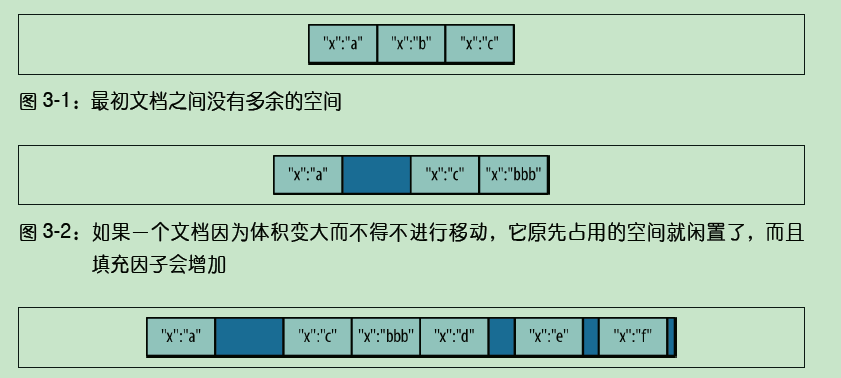 "x":"a" "x":"b" "x":"c"
图 3-1：最初文档之间没有多余的空间
"x":"a" "x":"c" "x":"bbb"
图 3-2：如果一个文档因为体积变大而不得不进行移动，它原先占用的空间就闲置了，而且
填充因子会增加
"x":"a" "x":"c" "x":"bbb" "x":"d" "x":"e" "x":"f"